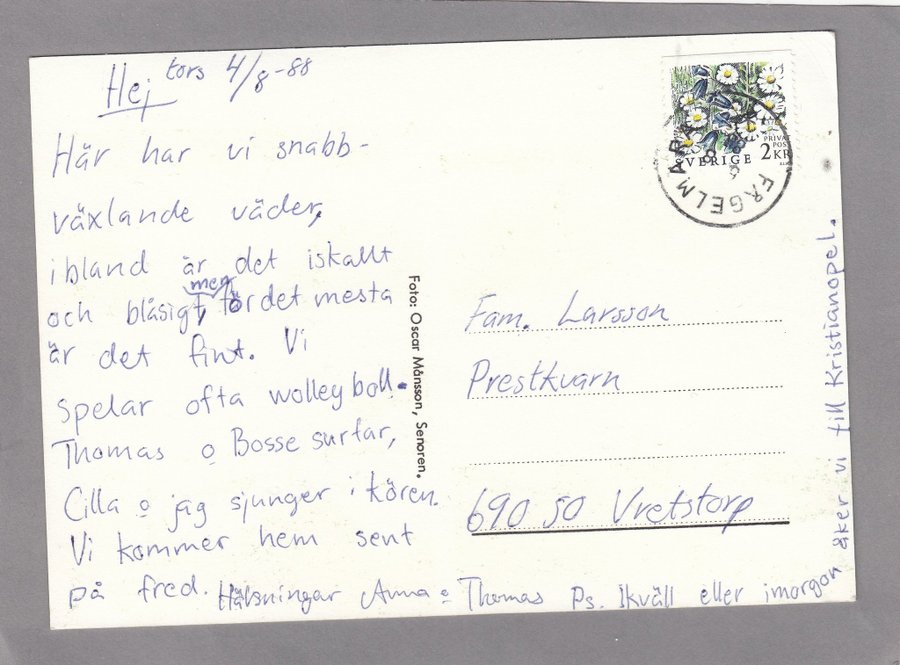 Hej tors 4/8-88
Här har vi snabb-
växlande väder,
ibland är det iskallt
och blåsigt, men för det mesta
är det fint. Vi
spelar ofta wolleyboll.
Thomas o Bosse surfar,
Cilla o jag sjunger i kören.
Vi kommer hem sent
på fred. Hälsningar Anna o Thomas Ps. Ikväll eller imorgon
åker vi till Kristianopel.
Foto: Oscar Månsson, Senoren.
SVERIGE 2KR
PRIVAT
POST
FÅGELMARA
Fam. Larsson
Prestkvarn
690 50 Vretstorp